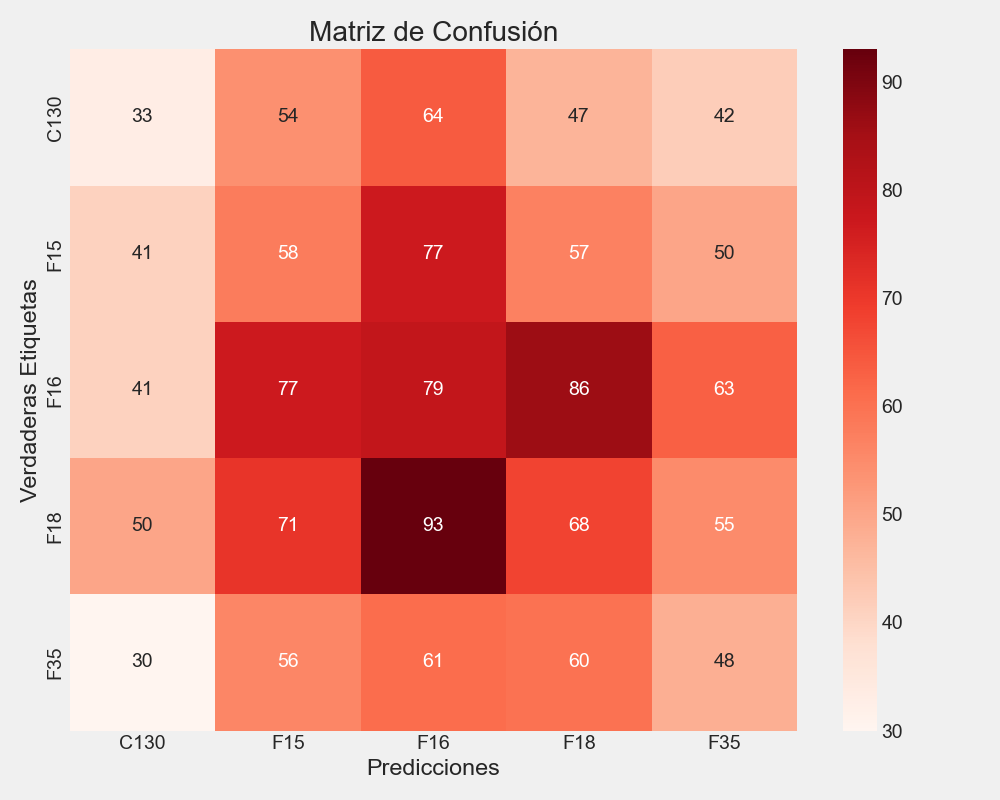 Matriz de Confusión
Verdaderas Etiquetas
C130 33 54 64 47 42
F15 41 58 77 57 50
F16 41 77 79 86 63
F18 50 71 93 68 55
F35 30 56 61 60 48
C130 F15 F16 F18 F35
Predicciones
90
80
70
60
50
40
30